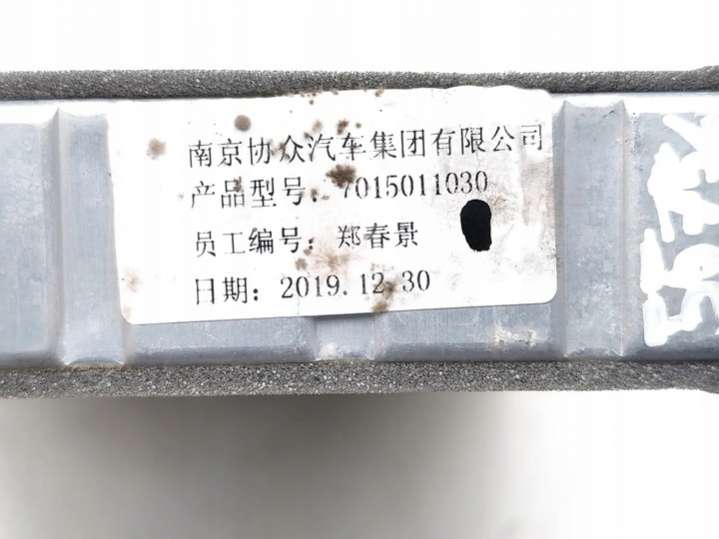 南京协众汽车集团有限公司
产品型号：7015011030
员工编号：郑春景
日期：2019.12.30